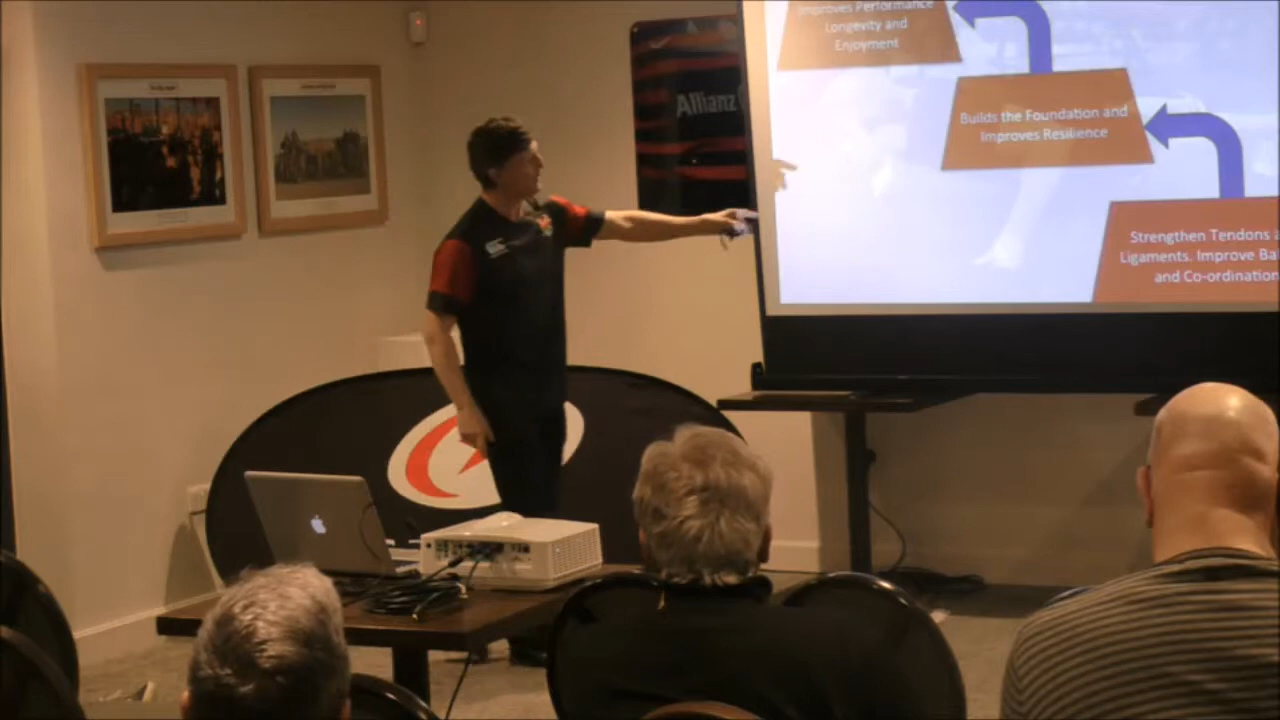 Improves Performance
Longevity and
Enjoyment
Allianz
Builds the Foundation and
Improves Resilience
Strengthen Tendons
Ligaments. Improve
and Co-ordination